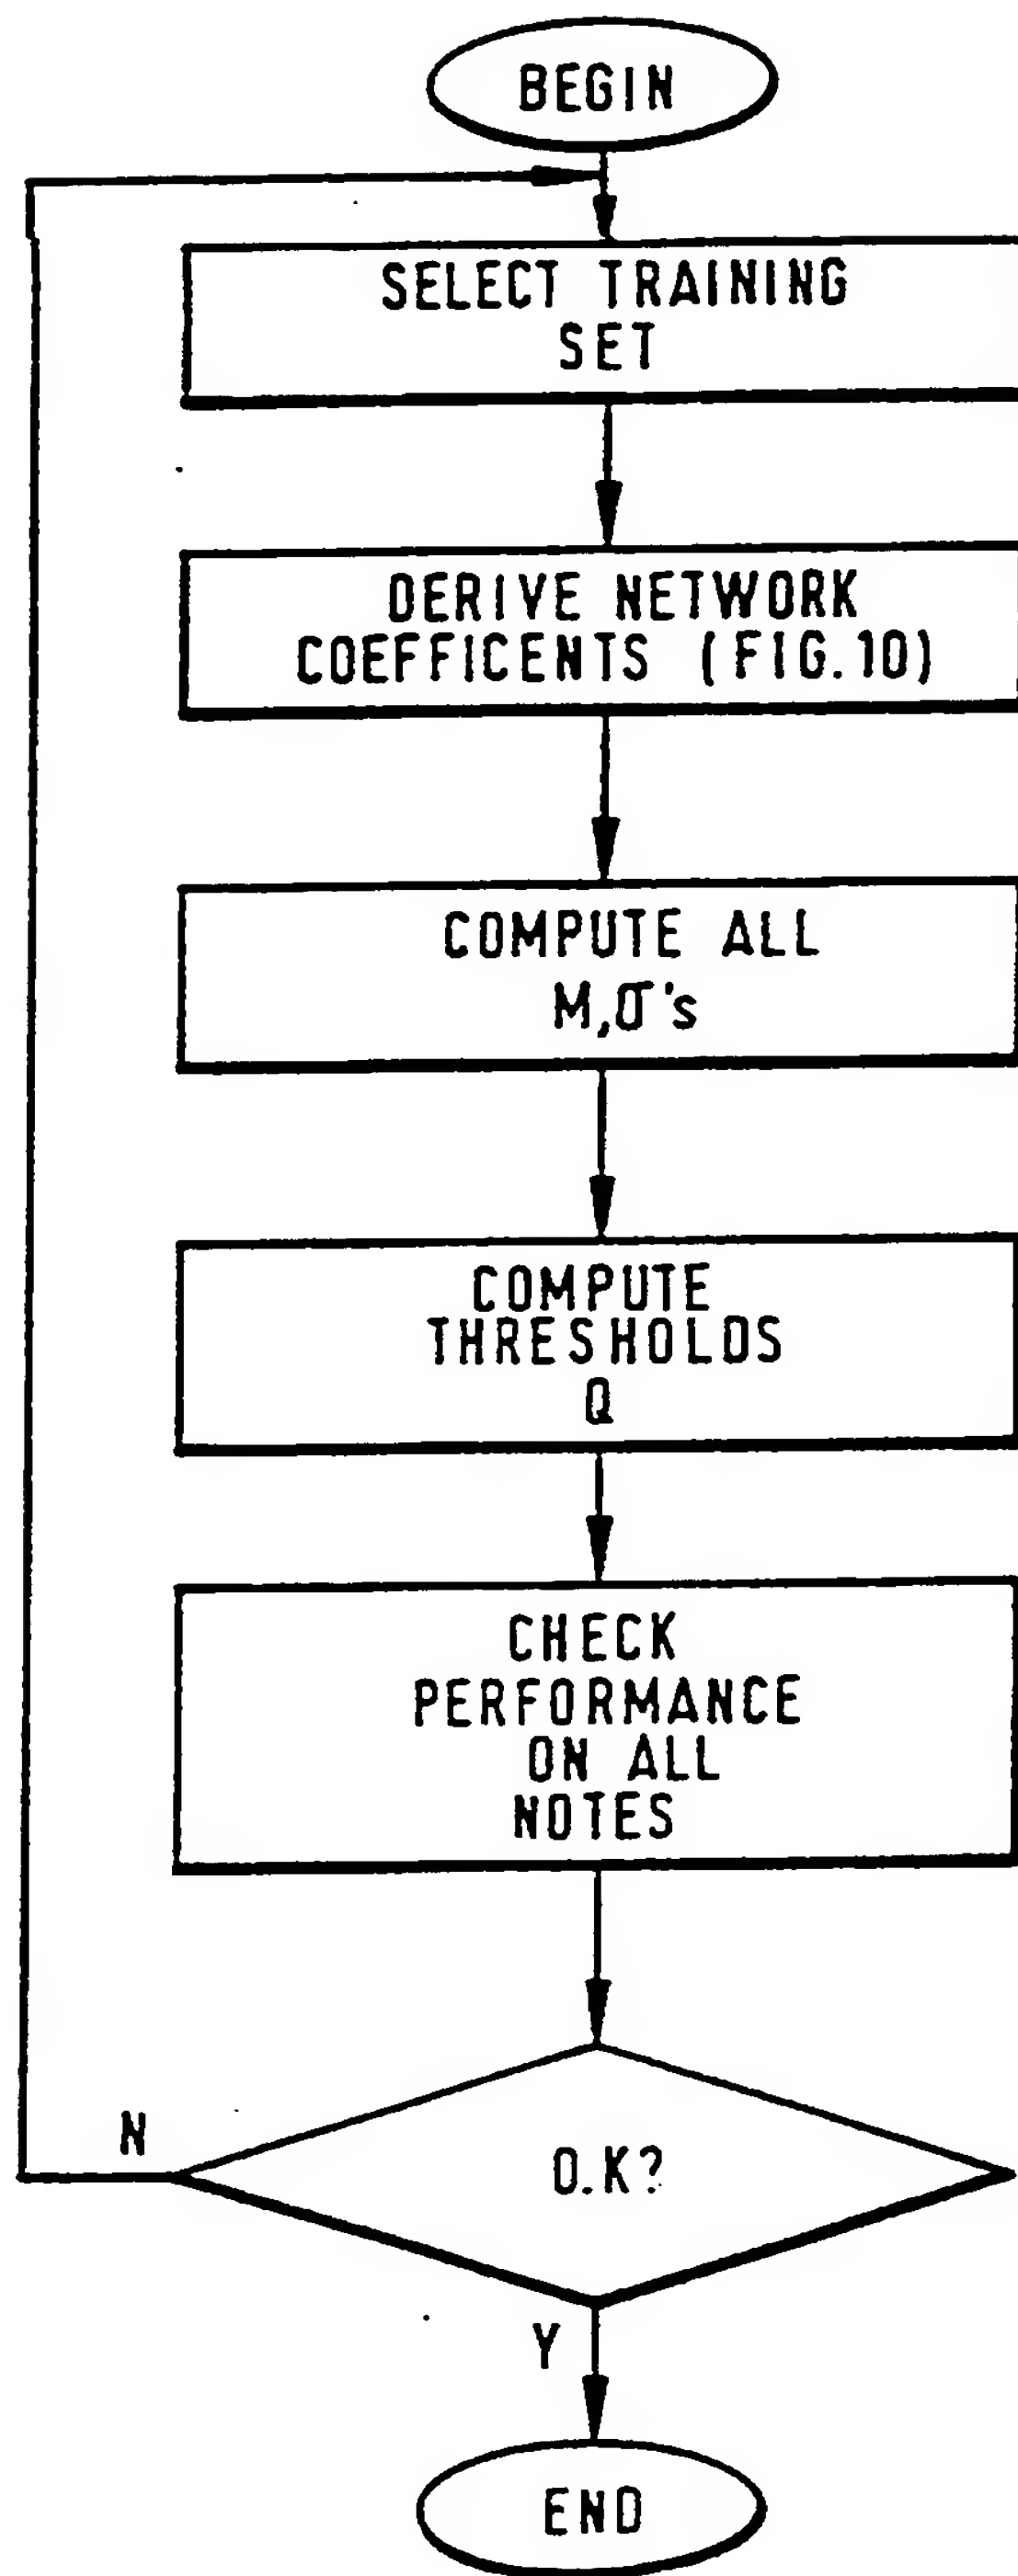 BEGIN
SELECT TRAINING
SET
DERIVE NETWORK
COEFFICENTS (FIG.10)
COMPUTE ALL
M,σ's
COMPUTE
THRESHOLDS
Q
CHECK
PERFORMANCE
ON ALL
NOTES
N
O.K?
Y
END